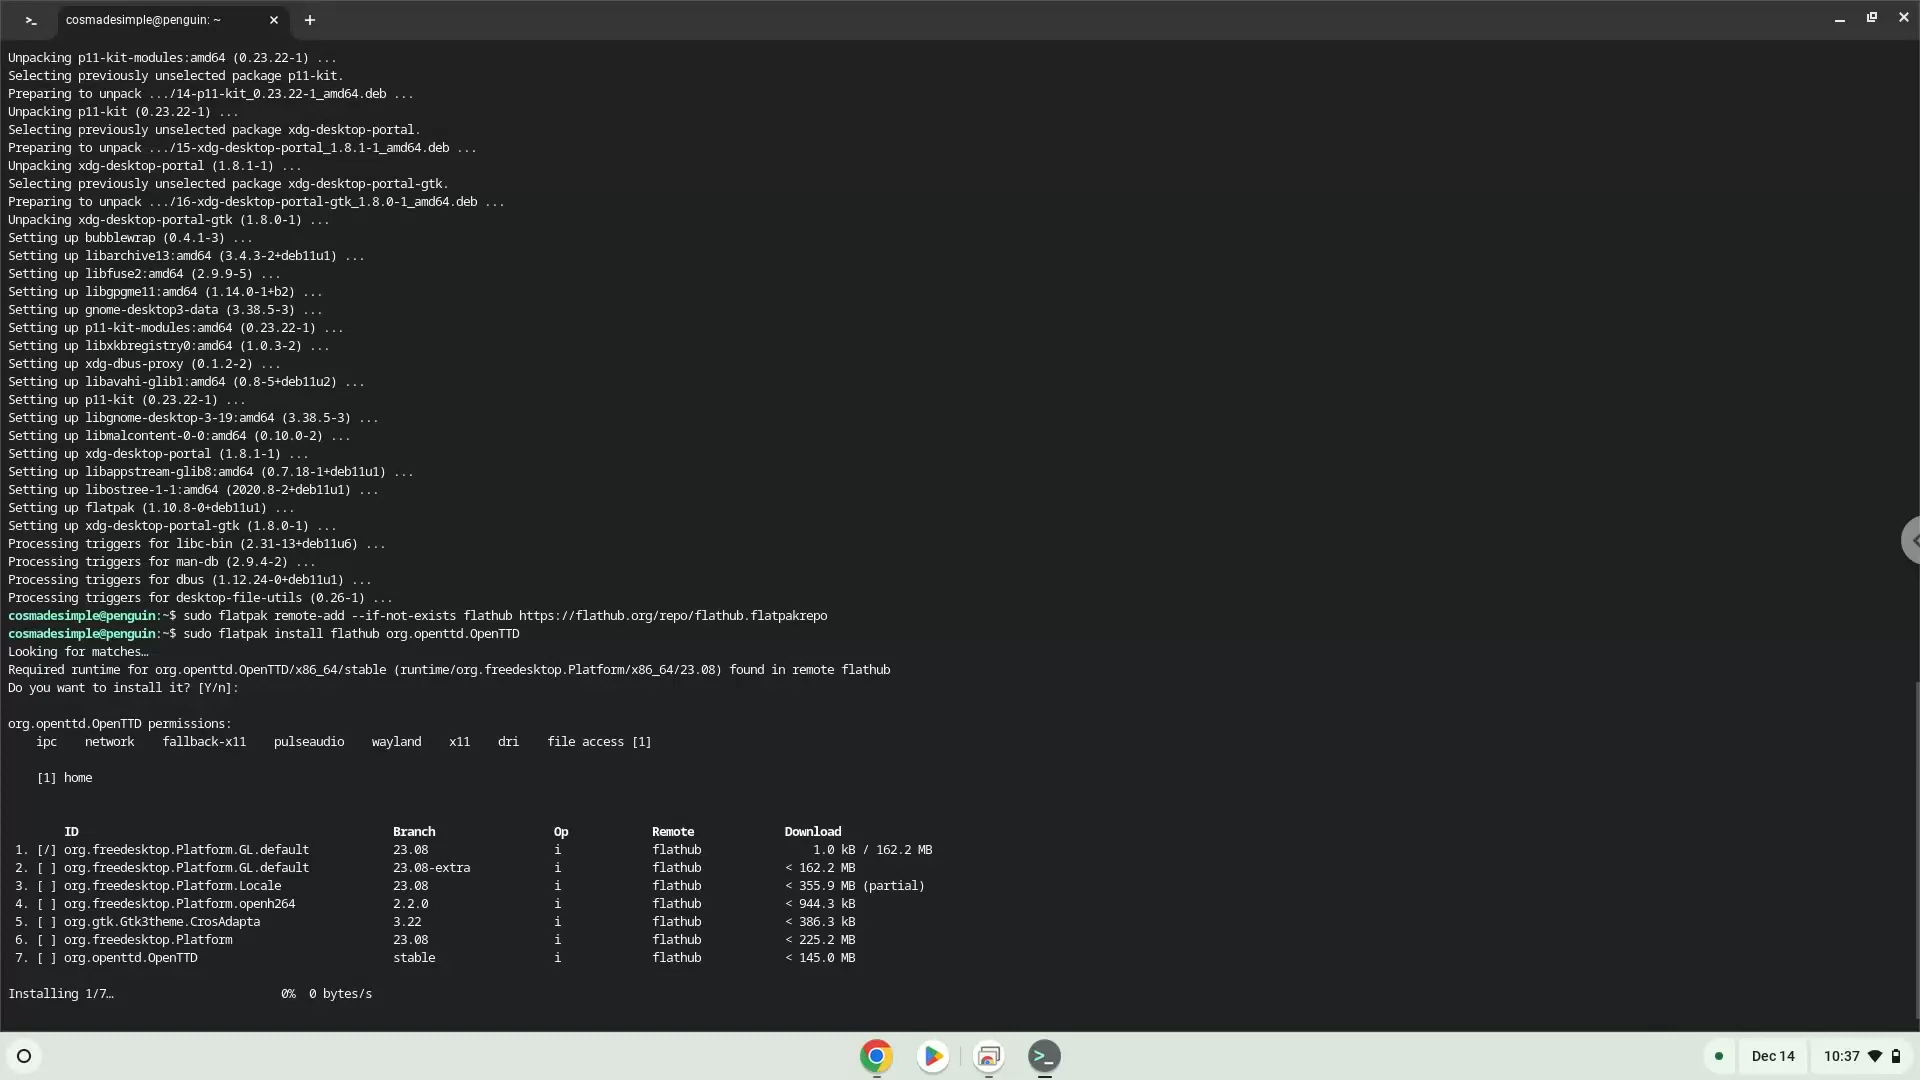 cosmadesimple@penguin: ~
Unpacking p11-kit-modules:amd64 (0.23.22-1) ...
Selecting previously unselected package p11-kit.
Preparing to unpack .../14-p11-kit_0.23.22-1_amd64.deb ...
Unpacking p11-kit (0.23.22-1) ...
Selecting previously unselected package xdg-desktop-portal.
Preparing to unpack .../15-xdg-desktop-portal_1.8.1-1_amd64.deb ...
Unpacking xdg-desktop-portal (1.8.1-1) ...
Selecting previously unselected package xdg-desktop-portal-gtk.
Preparing to unpack .../16-xdg-desktop-portal-gtk_1.8.0-1_amd64.deb ...
Unpacking xdg-desktop-portal-gtk (1.8.0-1) ...
Setting up bubblewrap (0.4.1-3) ...
Setting up libarchive13:amd64 (3.4.3-2+deb11u1) ...
Setting up libfuse2:amd64 (2.9.9-5) ...
Setting up libgpgme11:amd64 (1.14.0-1+b2) ...
Setting up gnome-desktop3-data (3.38.5-3) ...
Setting up p11-kit-modules:amd64 (0.23.22-1) ...
Setting up libxkbregistry0:amd64 (1.0.3-2) ...
Setting up xdg-dbus-proxy (0.1.2-2) ...
Setting up libavahi-glib1:amd64 (0.8-5+deb11u2) ...
Setting up p11-kit (0.23.22-1) ...
Setting up libgnome-desktop-3-19:amd64 (3.38.5-3) ...
Setting up libmalcontent-0-0:amd64 (0.10.0-2) ...
Setting up xdg-desktop-portal (1.8.1-1) ...
Setting up libappstream-glib8:amd64 (0.7.18-1+deb11u1) ...
Setting up libostree-1-1:amd64 (2020.8-2+deb11u1) ...
Setting up flatpak (1.10.8-0+deb11u1) ...
Setting up xdg-desktop-portal-gtk (1.8.0-1) ...
Processing triggers for libc-bin (2.31-13+deb11u6) ...
Processing triggers for man-db (2.9.4-2) ...
Processing triggers for dbus (1.12.24-0+deb11u1) ...
Processing triggers for desktop-file-utils (0.26-1) ...
cosmadesimple@penguin:~$ sudo flatpak remote-add --if-not-exists flathub https://flathub.org/repo/flathub.flatpakrepo
cosmadesimple@penguin:~$ sudo flatpak install flathub org.openttd.OpenTTD
Looking for matches…
Required runtime for org.openttd.OpenTTD/x86_64/stable (runtime/org.freedesktop.Platform/x86_64/23.08) found in remote flathub
Do you want to install it? [Y/n]:
org.openttd.OpenTTD permissions:
ipc network fallback-x11 pulseaudio wayland x11 dri file access [1]
[1] home
ID Branch Op Remote Download
1. [/] org.freedesktop.Platform.GL.default 23.08 i flathub 1.0 kB / 162.2 MB
2. [ ] org.freedesktop.Platform.GL.default 23.08-extra i flathub < 162.2 MB
3. [ ] org.freedesktop.Platform.Locale 23.08 i flathub < 355.9 MB (partial)
4. [ ] org.freedesktop.Platform.openh264 2.2.0 i flathub < 944.3 kB
5. [ ] org.gtk.Gtk3theme.CrosAdapta 3.22 i flathub < 386.3 kB
6. [ ] org.freedesktop.Platform 23.08 i flathub < 225.2 MB
7. [ ] org.openttd.OpenTTD stable i flathub < 145.0 MB
Installing 1/7… 0% 0 bytes/s
Dec 14 10:37